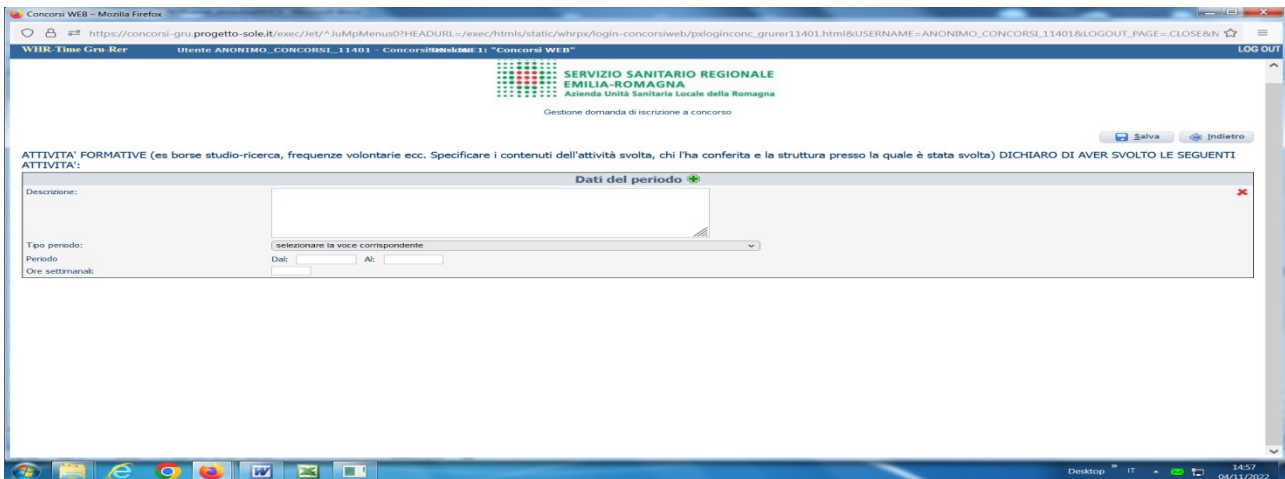 Concorsi WEB – Mozilla Firefox
https://concorsi-gru.progetto-sole.it/exec/Jet/^JuMpMenus0?HEADURL=/exec/htmls/static/whrpx/login-concorsiweb/pxloginconc_grurer11401.html&USERNAME=ANONIMO_CONCORSI_11401&LOGOUT_PAGE=.CLOSE&N
WHR-Time Gru-Rer Utente ANONIMO_CONCORSI_11401 - Concorsi 1: "Concorsi WEB" LOG OUT
SERVIZIO SANITARIO REGIONALE
EMILIA-ROMAGNA
Azienda Unità Sanitaria Locale della Romagna
Gestione domanda di iscrizione a concorso
Salva Indietro
ATTIVITA' FORMATIVE (es borse studio-ricerca, frequenze volontarie ecc. Specificare i contenuti dell'attività svolta, chi l'ha conferita e la struttura presso la quale è stata svolta) DICHIARO DI AVER SVOLTO LE SEGUENTI
ATTIVITA':
Dati del periodo
Descrizione:
Tipo periodo: selezionare la voce corrispondente
Periodo Dal: Al:
Ore settimanali:
Desktop » IT 14:57
04/11/2022